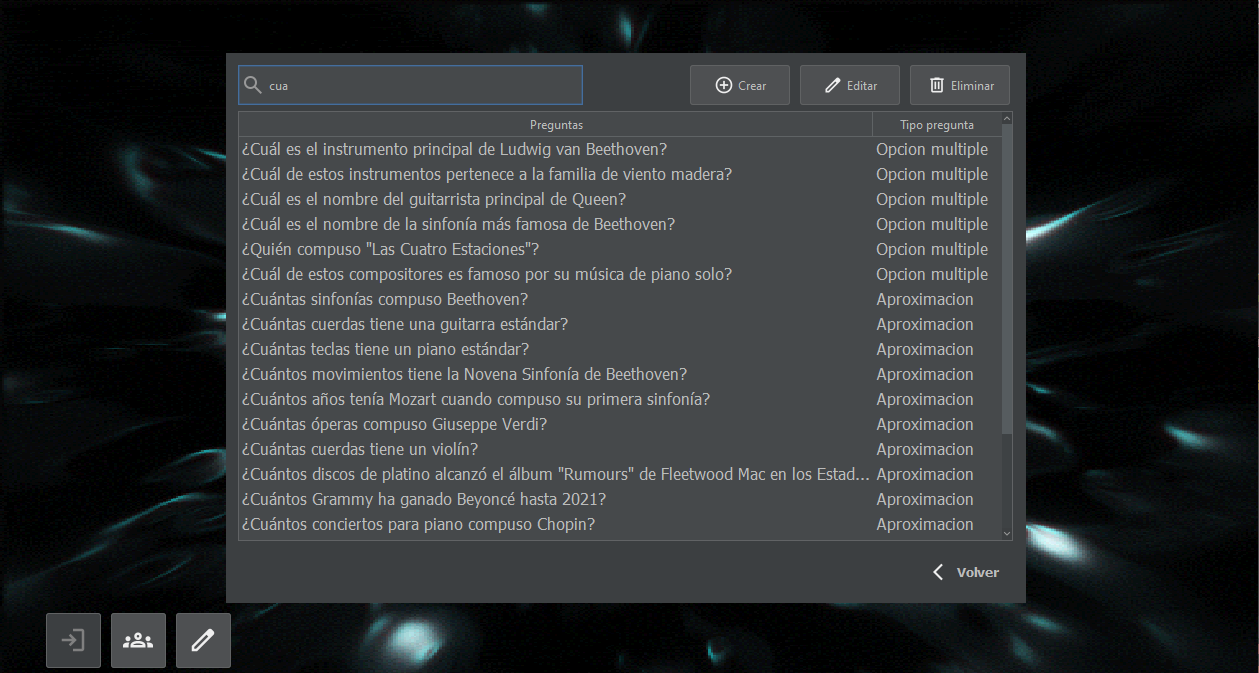 cua
Crear
Editar
Eliminar
Preguntas Tipo pregunta
¿Cuál es el instrumento principal de Ludwig van Beethoven? Opcion multiple
¿Cuál de estos instrumentos pertenece a la familia de viento madera? Opcion multiple
¿Cuál es el nombre del guitarrista principal de Queen? Opcion multiple
¿Cuál es el nombre de la sinfonía más famosa de Beethoven? Opcion multiple
¿Quién compuso "Las Cuatro Estaciones"? Opcion multiple
¿Cuál de estos compositores es famoso por su música de piano solo? Opcion multiple
¿Cuántas sinfonías compuso Beethoven? Aproximacion
¿Cuántas cuerdas tiene una guitarra estándar? Aproximacion
¿Cuántas teclas tiene un piano estándar? Aproximacion
¿Cuántos movimientos tiene la Novena Sinfonía de Beethoven? Aproximacion
¿Cuántos años tenía Mozart cuando compuso su primera sinfonía? Aproximacion
¿Cuántas óperas compuso Giuseppe Verdi? Aproximacion
¿Cuántas cuerdas tiene un violín? Aproximacion
¿Cuántos discos de platino alcanzó el álbum "Rumours" de Fleetwood Mac en los Estad... Aproximacion
¿Cuántos Grammy ha ganado Beyoncé hasta 2021? Aproximacion
¿Cuántos conciertos para piano compuso Chopin? Aproximacion
Volver